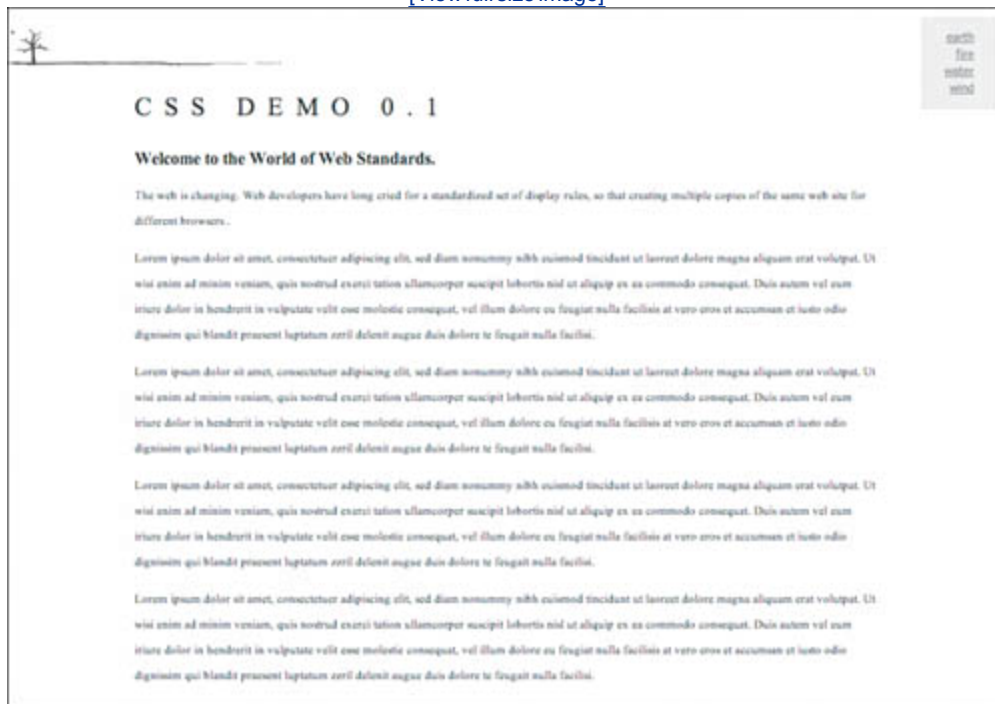 [View full size image]
earth
fire
water
wind
CSS DEMO 0.1
Welcome to the World of Web Standards.
The web is changing. Web developers have long cried for a standardized set of display rules, so that creating multiple copies of the same web site for
different browsers.
Lorem ipsum dolor sit amet, consectetuer adipiscing elit, sed diam nonummy nibh euismod tincidunt ut laoreet dolore magna aliquam erat volutpat. Ut
wisi enim ad minim veniam, quis nostrud exerci tation ullamcorper suscipit lobortis nisl ut aliquip ex ea commodo consequat. Duis autem vel eum
iriure dolor in hendrerit in vulputate velit esse molestie consequat, vel illum dolore eu feugiat nulla facilisis at vero eros et accumsan et iusto odio
dignissim qui blandit praesent luptatum zzril delenit augue duis dolore te feugait nulla facilisi.
Lorem ipsum dolor sit amet, consectetuer adipiscing elit, sed diam nonummy nibh euismod tincidunt ut laoreet dolore magna aliquam erat volutpat. Ut
wisi enim ad minim veniam, quis nostrud exerci tation ullamcorper suscipit lobortis nisl ut aliquip ex ea commodo consequat. Duis autem vel eum
iriure dolor in hendrerit in vulputate velit esse molestie consequat, vel illum dolore eu feugiat nulla facilisis at vero eros et accumsan et iusto odio
dignissim qui blandit praesent luptatum zzril delenit augue duis dolore te feugait nulla facilisi.
Lorem ipsum dolor sit amet, consectetuer adipiscing elit, sed diam nonummy nibh euismod tincidunt ut laoreet dolore magna aliquam erat volutpat. Ut
wisi enim ad minim veniam, quis nostrud exerci tation ullamcorper suscipit lobortis nisl ut aliquip ex ea commodo consequat. Duis autem vel eum
iriure dolor in hendrerit in vulputate velit esse molestie consequat, vel illum dolore eu feugiat nulla facilisis at vero eros et accumsan et iusto odio
dignissim qui blandit praesent luptatum zzril delenit augue duis dolore te feugait nulla facilisi.
Lorem ipsum dolor sit amet, consectetuer adipiscing elit, sed diam nonummy nibh euismod tincidunt ut laoreet dolore magna aliquam erat volutpat. Ut
wisi enim ad minim veniam, quis nostrud exerci tation ullamcorper suscipit lobortis nisl ut aliquip ex ea commodo consequat. Duis autem vel eum
iriure dolor in hendrerit in vulputate velit esse molestie consequat, vel illum dolore eu feugiat nulla facilisis at vero eros et accumsan et iusto odio
dignissim qui blandit praesent luptatum zzril delenit augue duis dolore te feugait nulla facilisi.